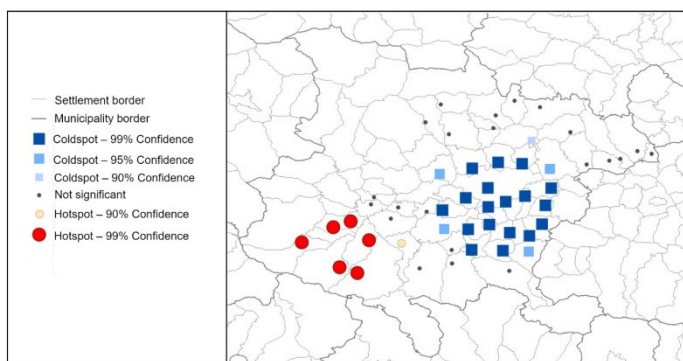 Settlement border
Municipality border
Coldspot – 99% Confidence
Coldspot – 95% Confidence
Coldspot – 90% Confidence
Not significant
Hotspot – 90% Confidence
Hotspot – 99% Confidence